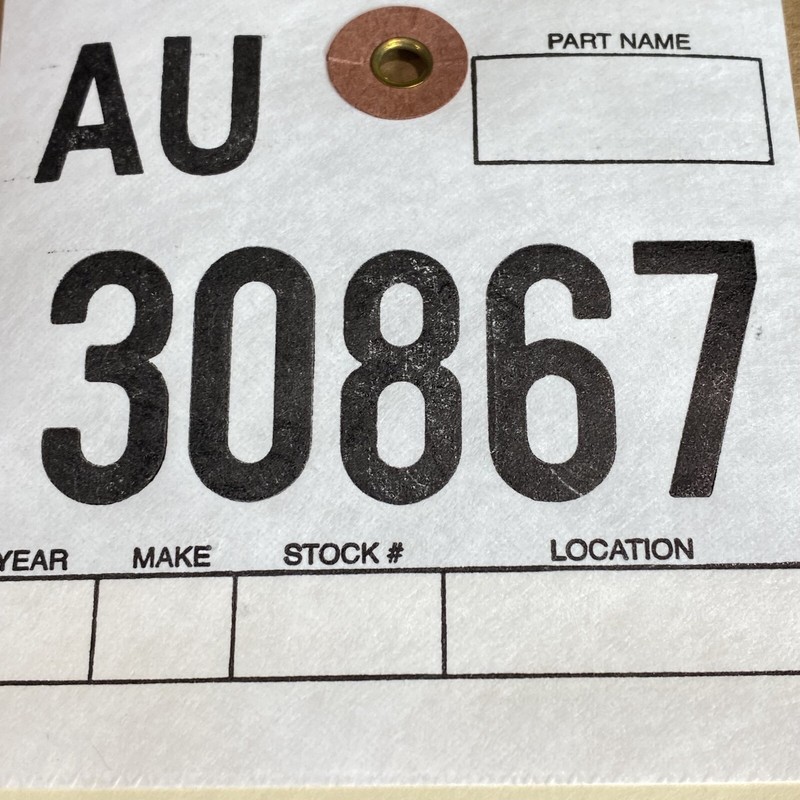 AU
PART NAME
30867
YEAR MAKE STOCK # LOCATION